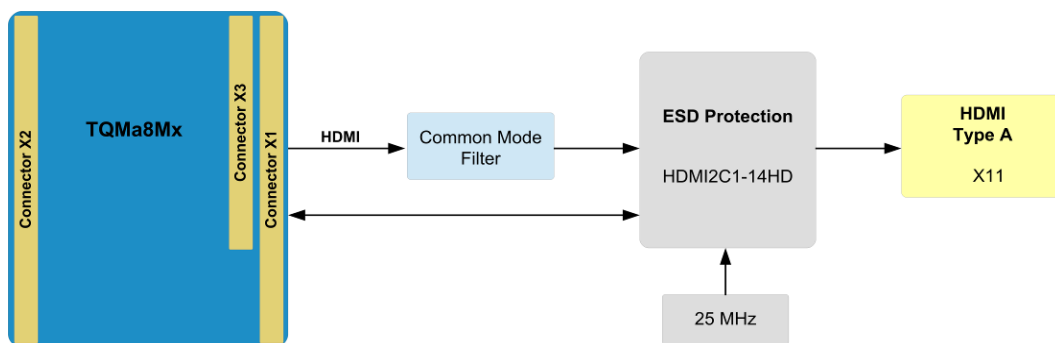 Connector X2
TQMa8Mx
Connector X3
Connector X1
HDMI
Common Mode
Filter
ESD Protection
HDMI2C1-14HD
HDMI
Type A
X11
25 MHz